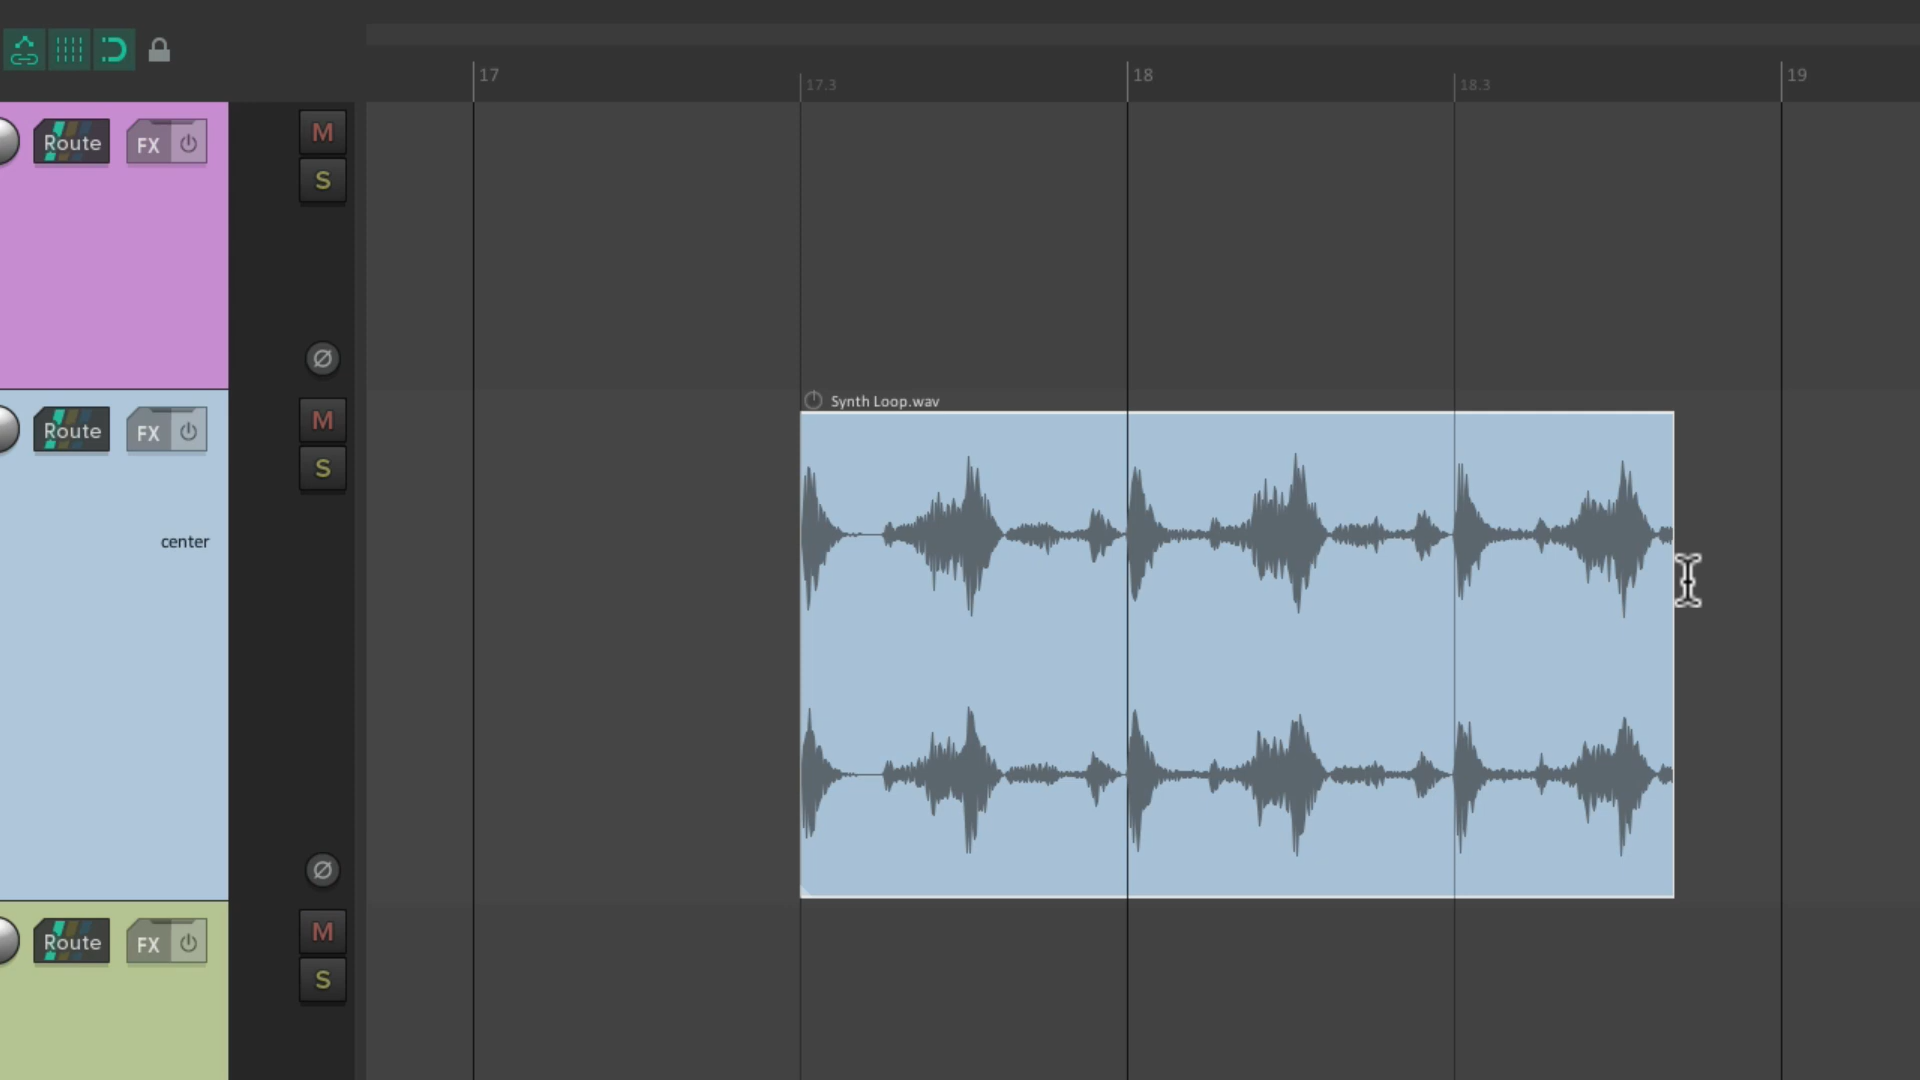 17
17.3
18
18.3
19
Route FX M
S
Synth Loop.wav
Route FX M
S
center
Route FX M
S